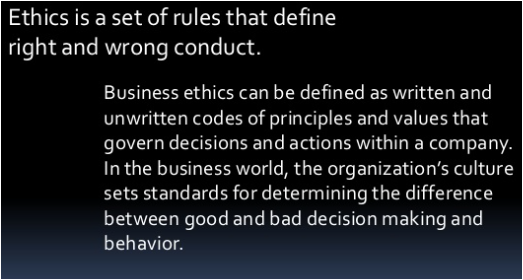 Ethics is a set of rules that define
right and wrong conduct.
Business ethics can be defined as written and
unwritten codes of principles and values that
govern decisions and actions within a company.
In the business world, the organization’s culture
sets standards for determining the difference
between good and bad decision making and
behavior.